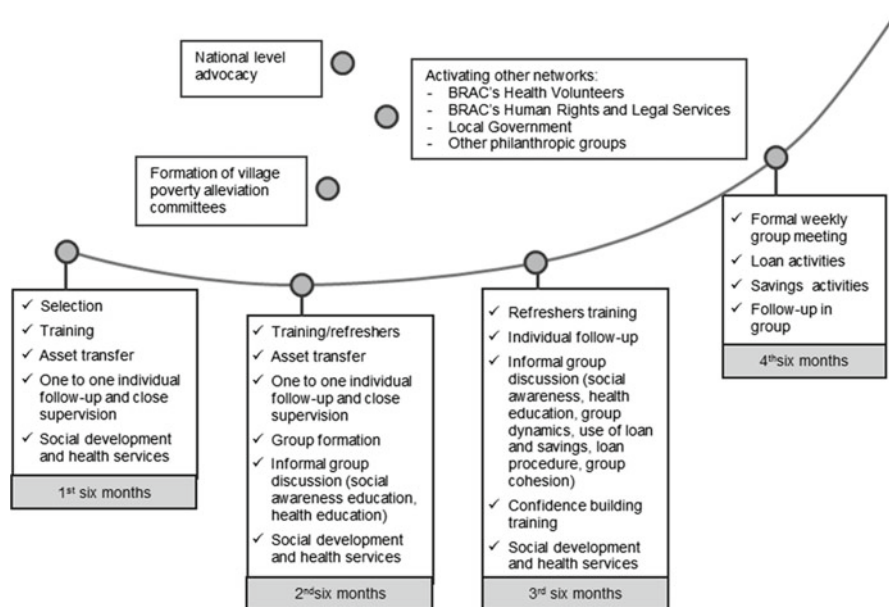 National level
advocacy
Activating other networks:
- BRAC's Health Volunteers
- BRAC's Human Rights and Legal Services
- Local Government
- Other philanthropic groups
Formation of village
poverty alleviation
committees
✓ Selection
✓ Training
✓ Asset transfer
✓ One to one individual
follow-up and close
supervision
✓ Social development
and health services
1st six months
✓ Training/refreshers
✓ Asset transfer
✓ One to one individual
follow-up and close
supervision
✓ Group formation
✓ Informal group
discussion (social
awareness education,
health education)
✓ Social development
and health services
2ndsix months
✓ Refreshers training
✓ Individual follow-up
✓ Informal group
discussion (social
awareness, health
education, group
dynamics, use of loan
and savings, loan
procedure, group
cohesion)
✓ Confidence building
training
✓ Social development
and health services
3rd six months
✓ Formal weekly
group meeting
✓ Loan activities
✓ Savings activities
✓ Follow-up in
group
4thsix months